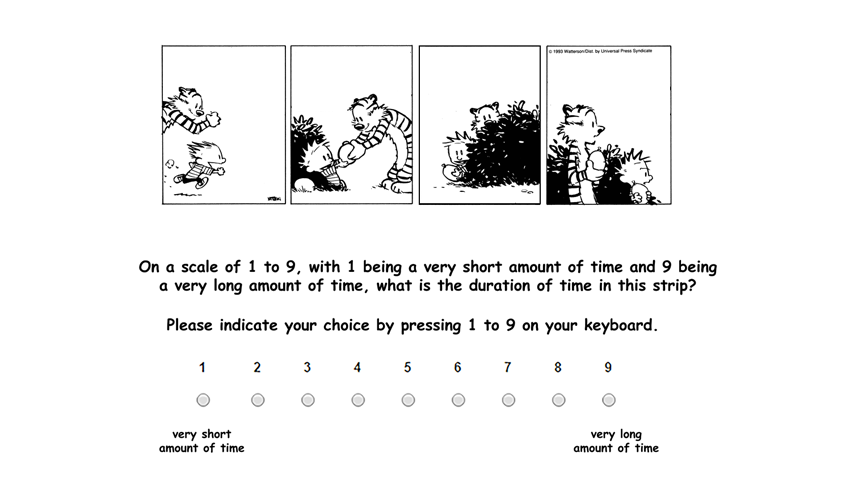 © 1993 Watterson/Dist. by Universal Press Syndicate
On a scale of 1 to 9, with 1 being a very short amount of time and 9 being
a very long amount of time, what is the duration of time in this strip?
Please indicate your choice by pressing 1 to 9 on your keyboard.
1 2 3 4 5 6 7 8 9
very short
amount of time
very long
amount of time